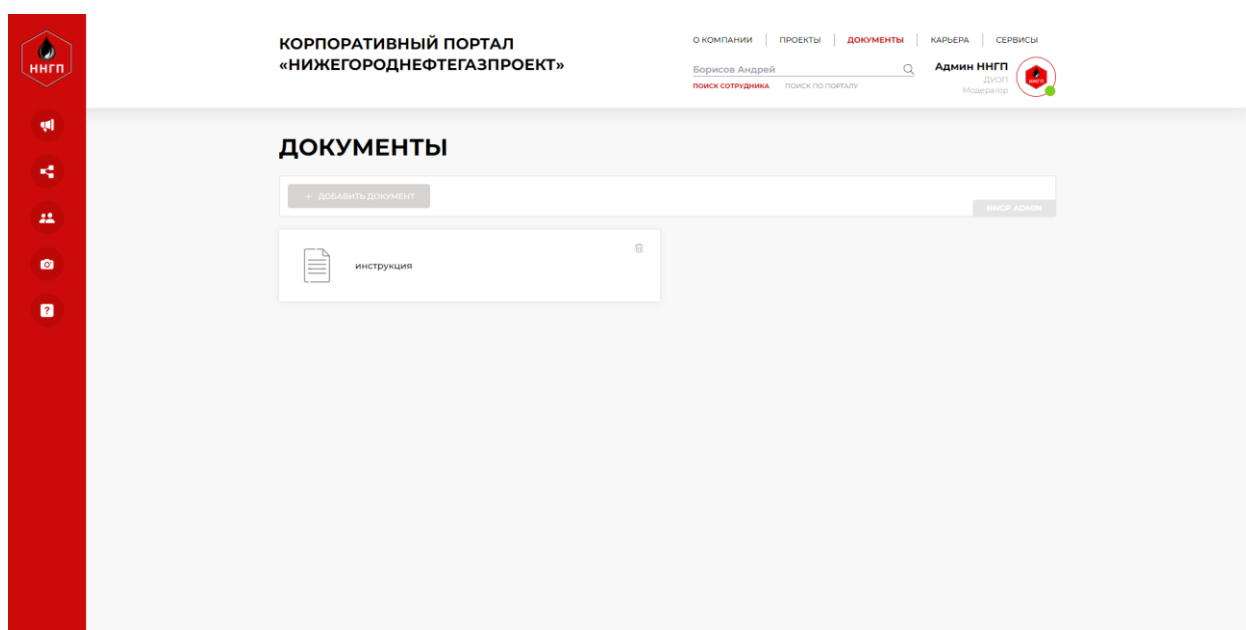 ННГП
КОРПОРАТИВНЫЙ ПОРТАЛ
«НИЖЕГОРОДНЕФТЕГАЗПРОЕКТ»
О КОМПАНИИ ПРОЕКТЫ ДОКУМЕНТЫ КАРЬЕРА СЕРВИСЫ
Борисов Андрей
ПОИСК СОТРУДНИКА ПОИСК ПО ПОРТАЛУ
Админ ННГП
ДУОП
Модератор
ННГП
ДОКУМЕНТЫ
+ ДОБАВИТЬ ДОКУМЕНТ
NNGP ADMIN
инструкция